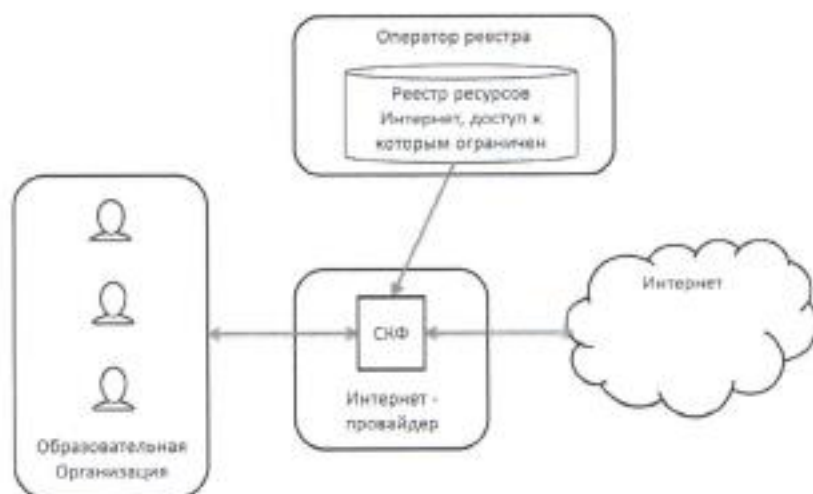 Оператор реестра
Реестр ресурсов
Интернет, доступ к
которым ограничен
Интернет
СКФ
Интернет -
провайдер
Образовательная
Организация